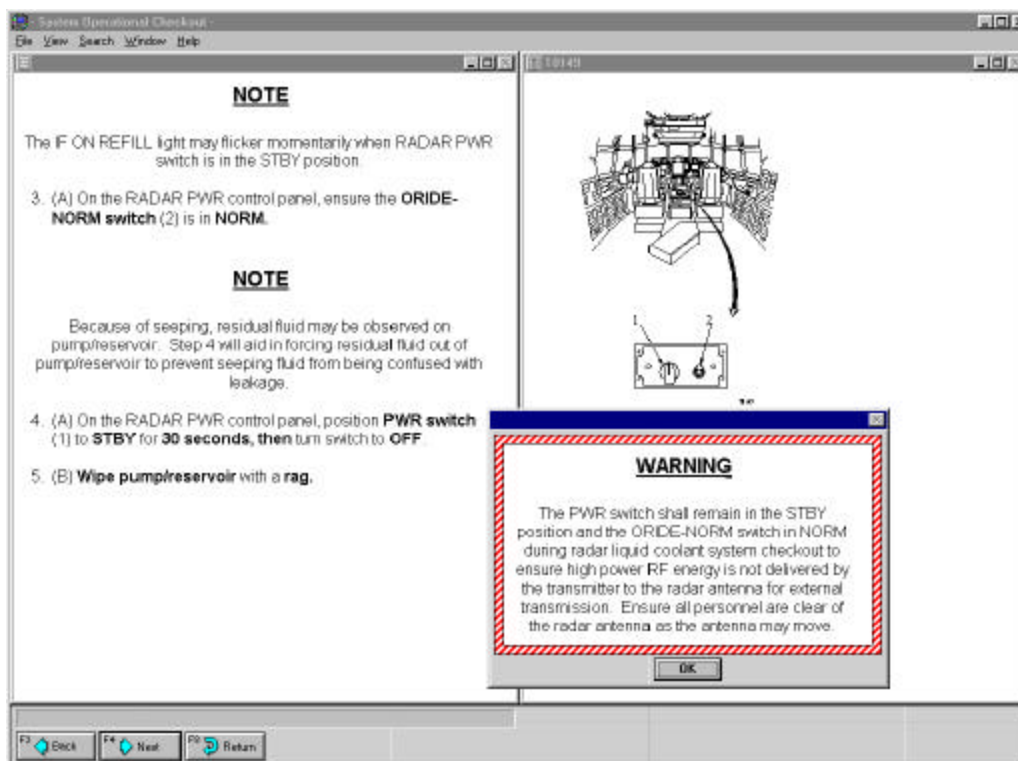 - System Operational Checkout -
File View Search Window Help
NOTE
The IF ON REFILL light may flicker momentarily when RADAR PWR
switch is in the STBY position.
3. (A) On the RADAR PWR control panel, ensure the ORIDE-
NORM switch (2) is in NORM.
NOTE
Because of seeping, residual fluid may be observed on
pump/reservoir. Step 4 will aid in forcing residual fluid out of
pump/reservoir to prevent seeping fluid from being confused with
leakage.
4. (A) On the RADAR PWR control panel, position PWR switch
(1) to STBY for 30 seconds, then turn switch to OFF.
5. (B) Wipe pump/reservoir with a rag.
10149
1 2
WARNING
The PWR switch shall remain in the STBY
position and the ORIDE-NORM switch in NORM
during radar liquid coolant system checkout to
ensure high power RF energy is not delivered by
the transmitter to the radar antenna for external
transmission. Ensure all personnel are clear of
the radar antenna as the antenna may move.
OK
F3 Back F4 Next Return